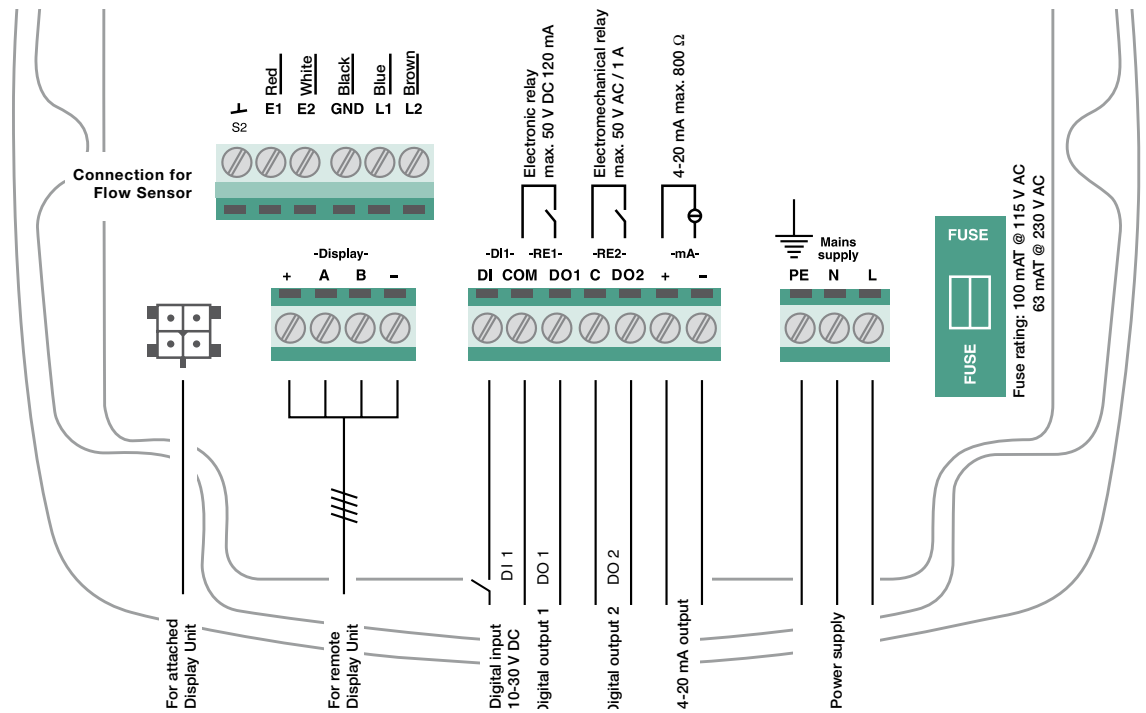 Red
White
Black
Blue
Brown
E1 E2 GND L1 L2
S2
Connection for
Flow Sensor
Electronic relay
max. 50 V DC 120 mA
Electromechanical relay
max. 50 V AC / 1 A
4-20 mA max. 800 Ω
-Display-
+ A B -
-DI1- -RE1- -RE2- -mA-
DI COM DO1 C DO2 + -
Mains
supply
PE N L
FUSE
FUSE
Fuse rating: 100 mAT @ 115 V AC
63 mAT @ 230 V AC
DI 1
DO 1
DO 2
For attached
Display Unit
For remote
Display Unit
Digital input
10-30 V DC
Digital output 1
Digital output 2
4-20 mA output
Power supply